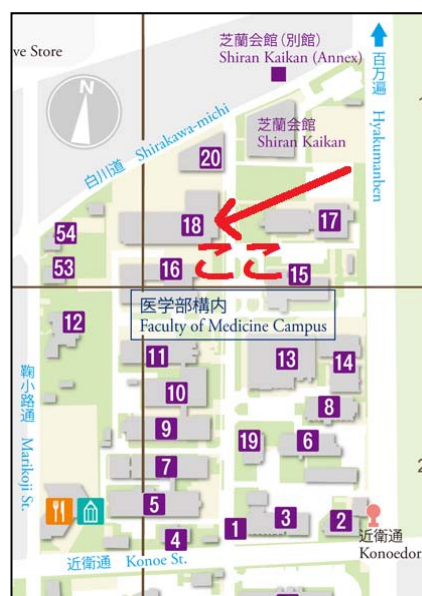 ve Store
芝蘭会館(別館)
Shiran Kaikan (Annex)
百万遍 Hyakumanben
1
N
白川道 Shirakawa-michi
芝蘭会館
Shiran Kaikan
20
18
17
54
53
16
ここ
15
医学部構内
Faculty of Medicine Campus
12
11
13
14
10
8
9
19
6
鞠小路通 Marikoji St.
7
2
5
4
1
3
2
近衛通 Konoe St.
近衛通
Konoedor